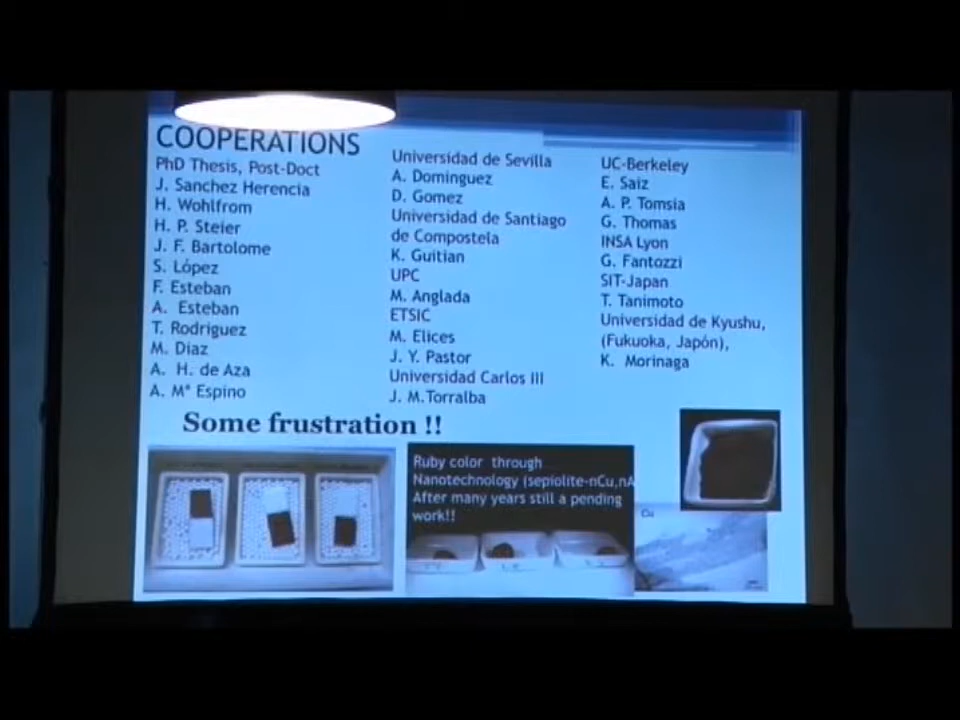 COOPERATIONS
PhD Thesis, Post-Doct
J. Sanchez Herencia
H. Wohlfrom
H. P. Steier
J. F. Bartolome
S. López
F. Esteban
A. Esteban
T. Rodriguez
M. Diaz
A. H. de Aza
A. Mª Espino
Universidad de Sevilla
A. Dominguez
D. Gomez
Universidad de Santiago
de Compostela
K. Guitian
UPC
M. Anglada
ETSIC
M. Elices
J. Y. Pastor
Universidad Carlos III
J. M.Torralba
UC-Berkeley
E. Saiz
A. P. Tomsia
G. Thomas
INSA Lyon
G. Fantozzi
SIT-Japan
T. Tanimoto
Universidad de Kyushu,
(Fukuoka, Japón),
K. Morinaga
Some frustration !!
Ruby color through
Nanotechnology (sepiolite-nCu,nA
After many years still a pending
work!!
Cu